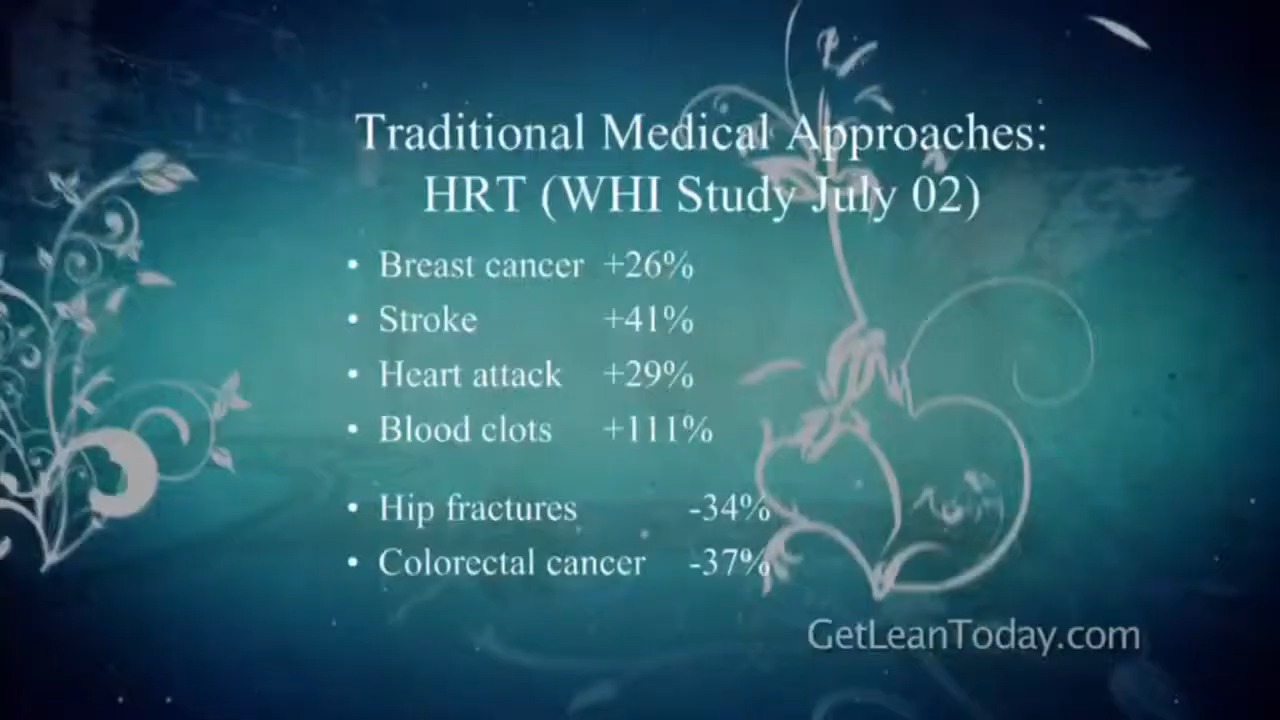 Traditional Medical Approaches:
HRT (WHI Study July 02)
• Breast cancer +26%
• Stroke +41%
• Heart attack +29%
• Blood clots +111%
• Hip fractures -34%
• Colorectal cancer -37%
GetLeanToday.com